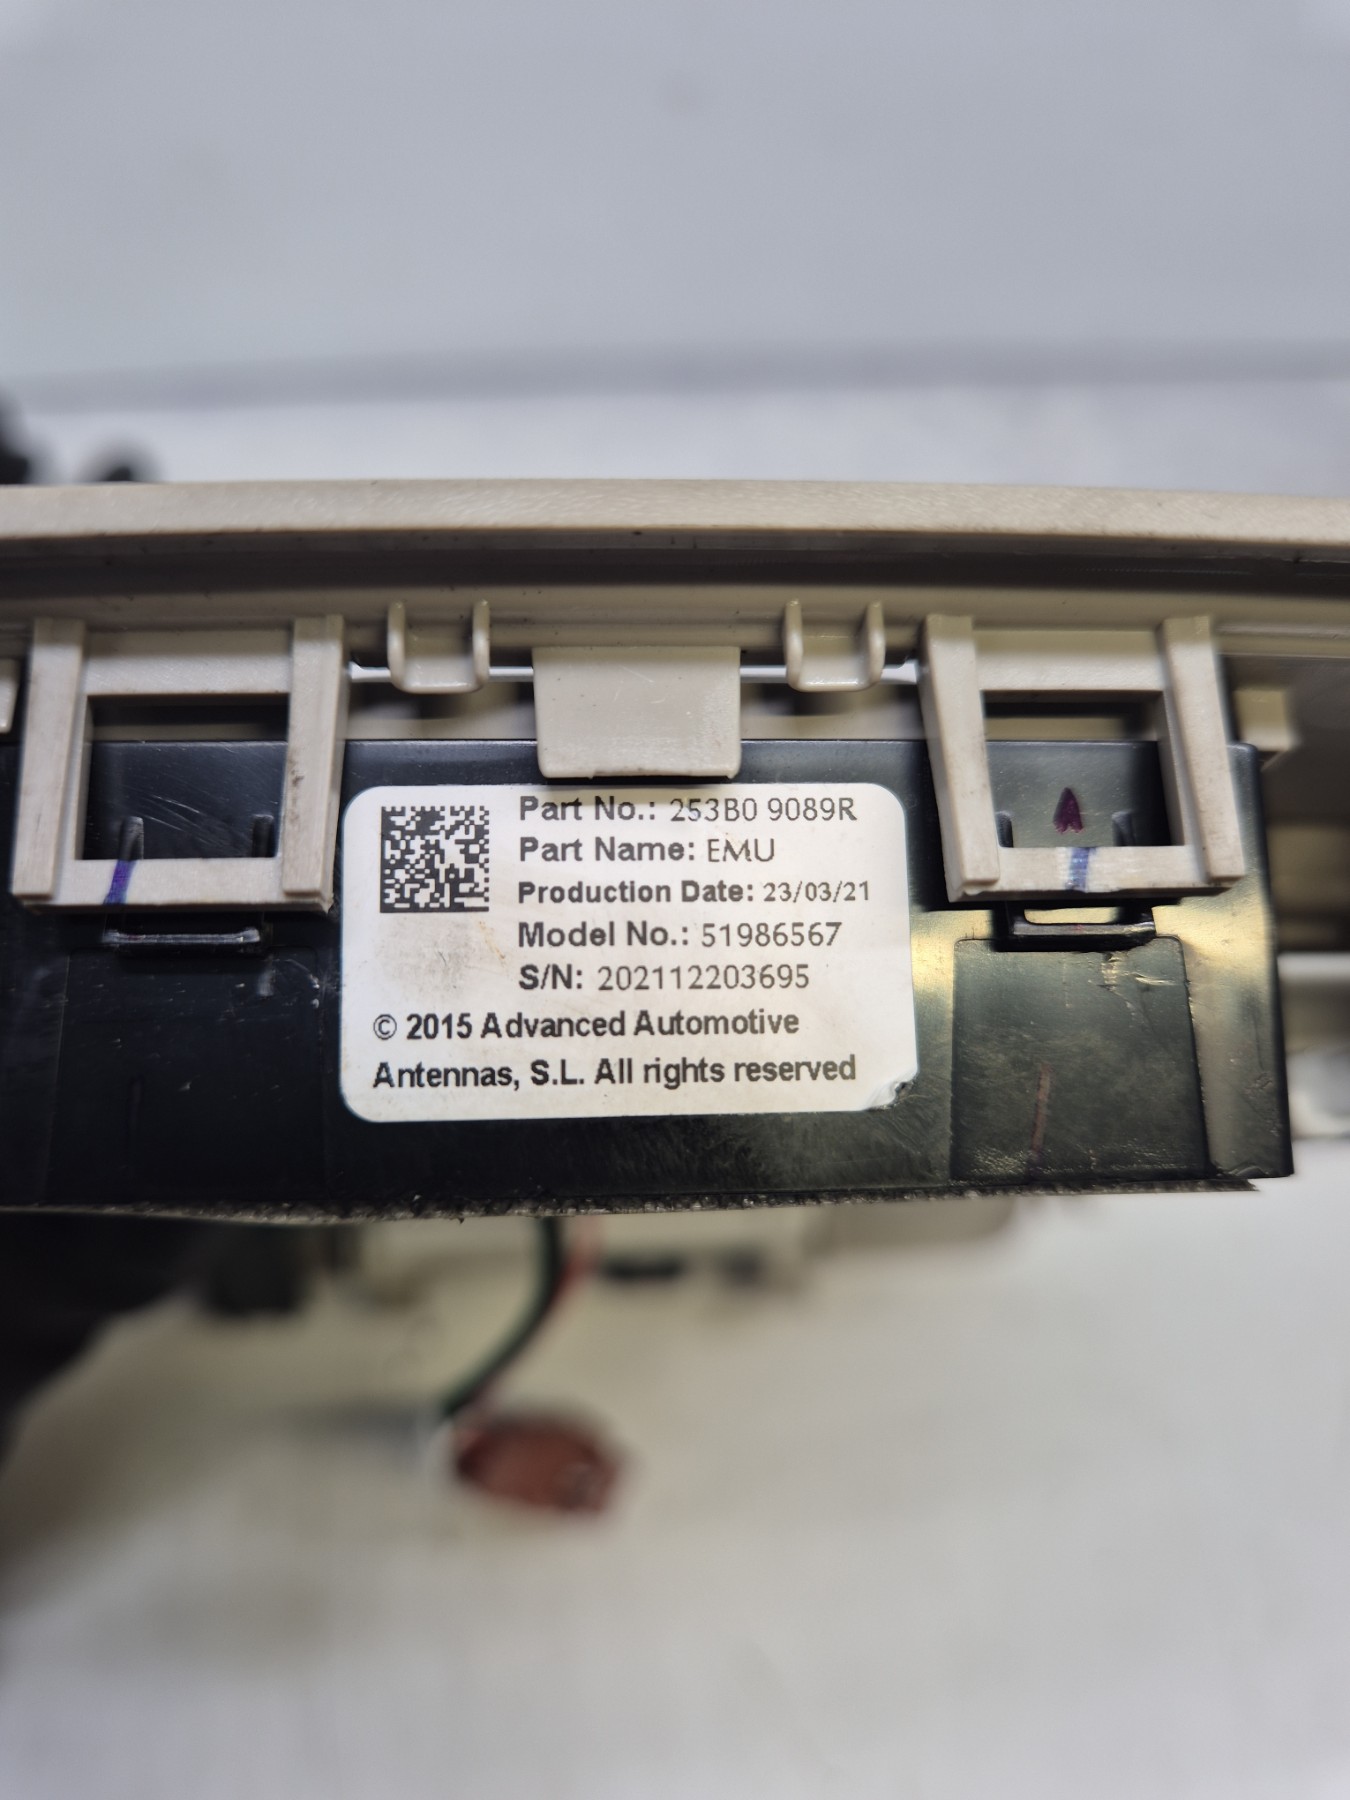 Part No.: 253B0 9089R
Part Name: EMU
Production Date: 23/03/21
Model No.: 51986567
S/N: 202112203695
© 2015 Advanced Automotive
Antennas, S.L. All rights reserved